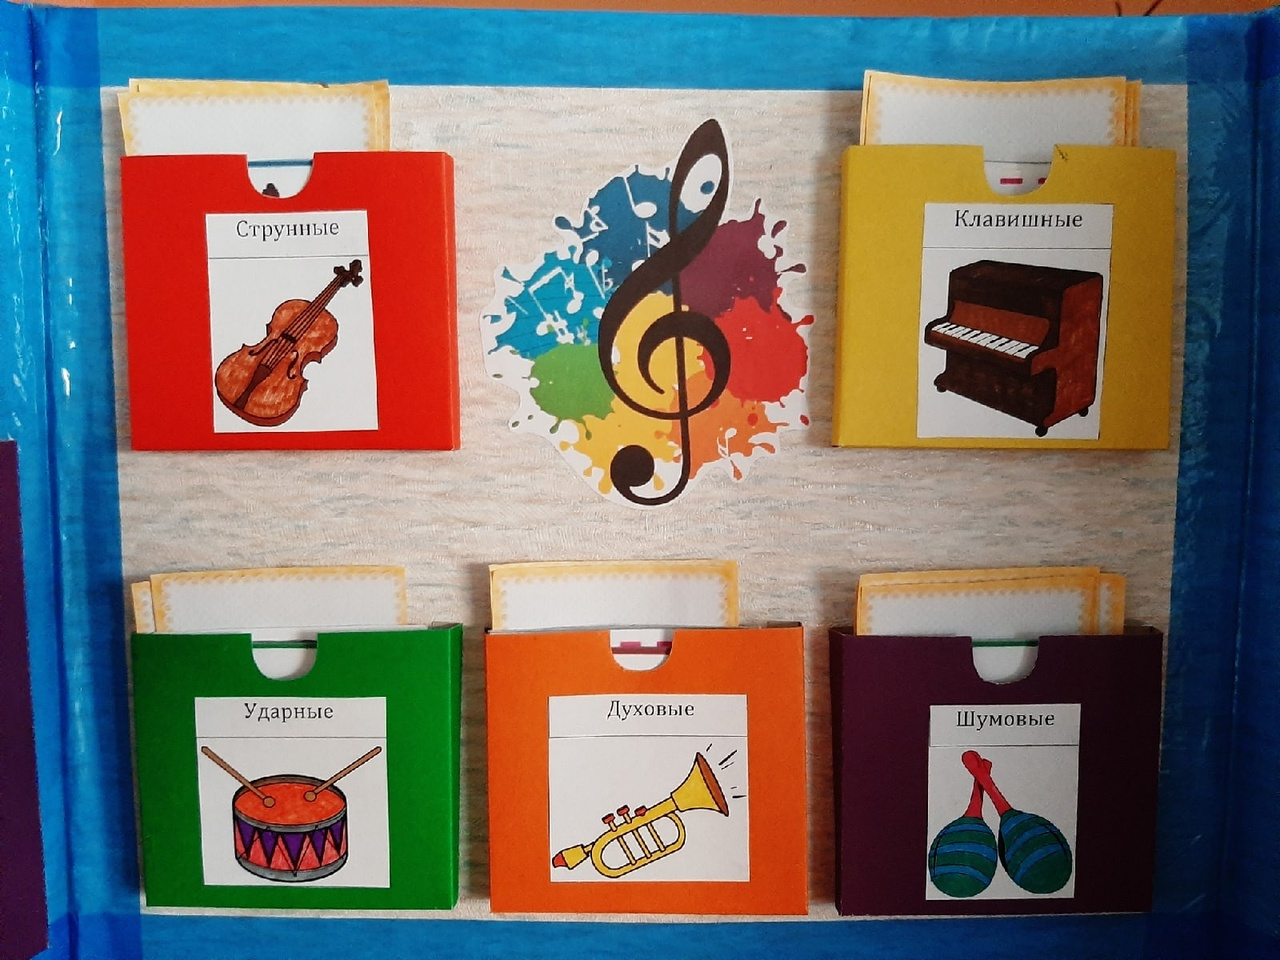 Струнные
Клавишные
Ударные
Духовые
Шумовые